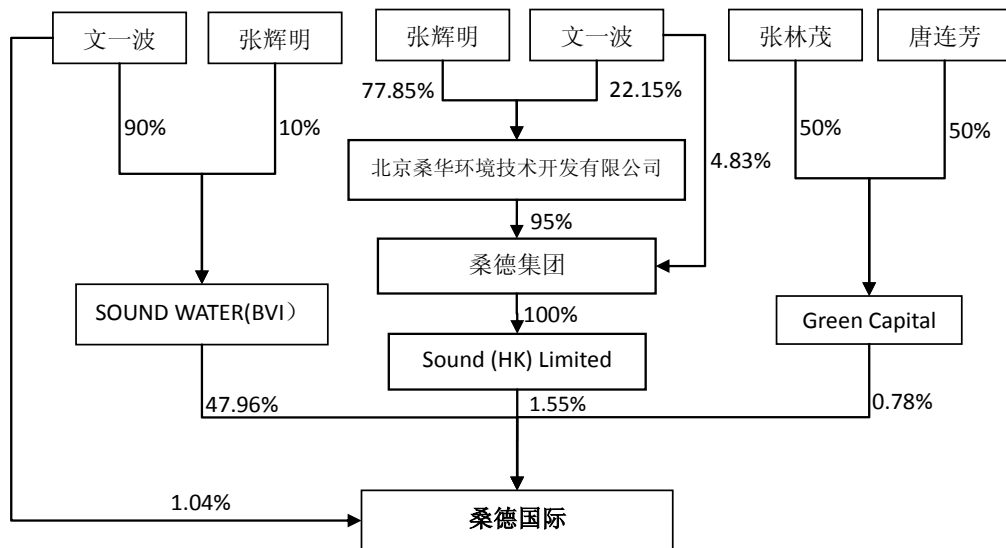 文一波
张辉明
张辉明
文一波
张林茂
唐连芳
77.85%
22.15%
90%
10%
50%
50%
4.83%
北京桑华环境技术开发有限公司
95%
桑德集团
SOUND WATER(BVI）
100%
Green Capital
Sound (HK) Limited
47.96%
1.55%
0.78%
1.04%
桑德国际